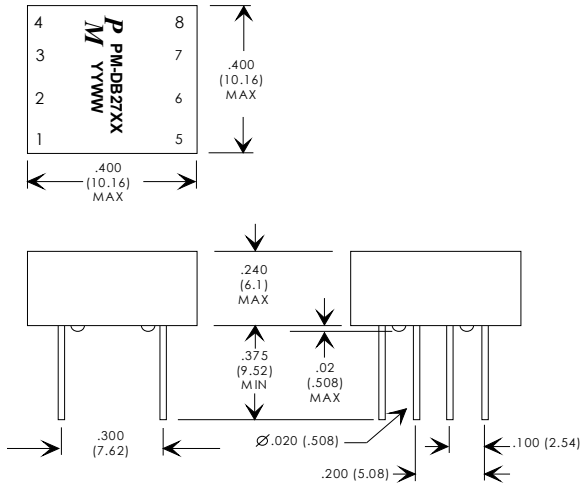 4 8
3 7
2 6
1 5
PM PM-DB27XX
YYWW
.400
(10.16)
MAX
.400
(10.16)
MAX
.240
(6.1)
MAX
.375
(9.52)
MIN
.02
(.508)
MAX
.300
(7.62)
Ø.020 (.508)
.100 (2.54)
.200 (5.08)